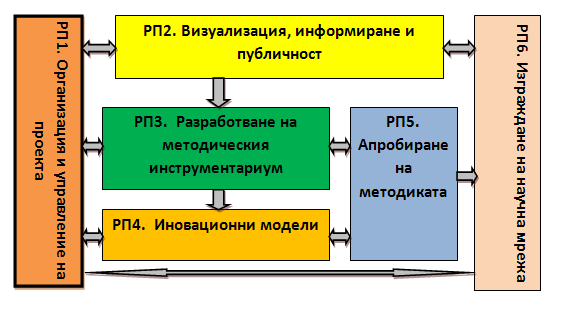 РП1. Организация и управление на
проекта
РП2. Визуализация, информиране и
публичност
РП3. Разработване на
методическия
инструментариум
РП4. Иновационни модели
РП5.
Апробиране
на
методиката
РП6. Изграждане на научна мрежа